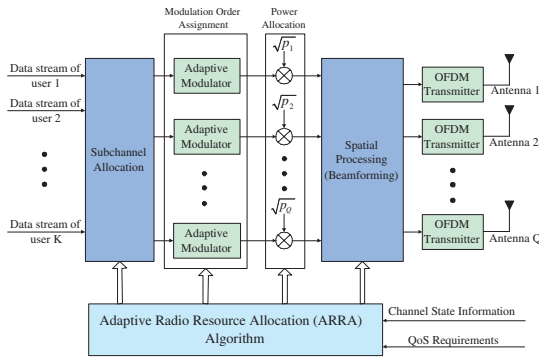 Modulation Order
Assignment
Power
Allocation
Data stream of
user 1
Data stream of
user 2
Data stream of
user K
Subchannel
Allocation
Adaptive
Modulator
Adaptive
Modulator
Adaptive
Modulator
√p₁
√p₂
√p_Q
Spatial
Processing
(Beamforming)
OFDM
Transmitter
Antenna 1
OFDM
Transmitter
Antenna 2
OFDM
Transmitter
Antenna Q
Adaptive Radio Resource Allocation (ARRA)
Algorithm
Channel State Information
QoS Requirements